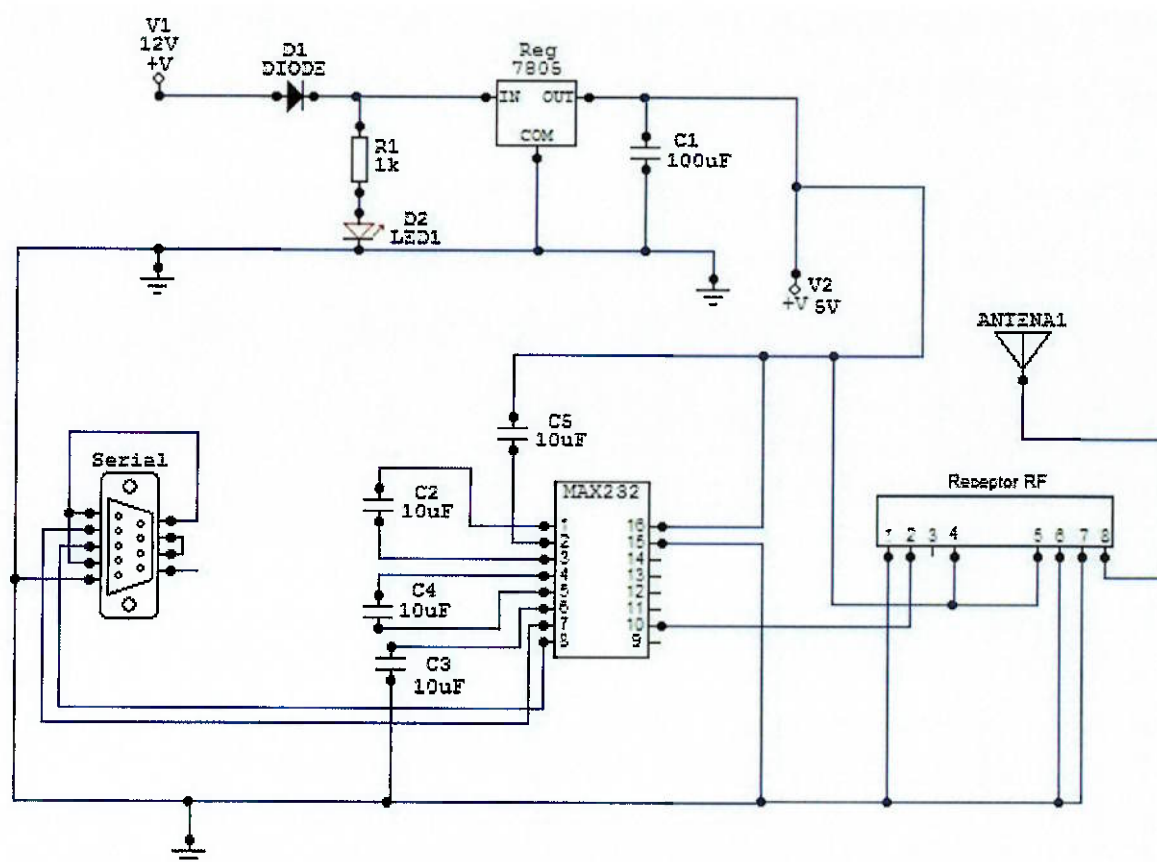 V1
12V
+V
D1
DIODE
Reg
7805
IN OUT
COM
R1
1k
C1
100uF
D2
LED1
V2
+V 5V
ANTENA1
C5
10uF
Serial
C2
10uF
MAX232
Receptor RF
1 16
2 15
3 14
4 13
5 12
6 11
7 10
8 9
1 2 3 4 5 6 7 8
C4
10uF
C3
10uF